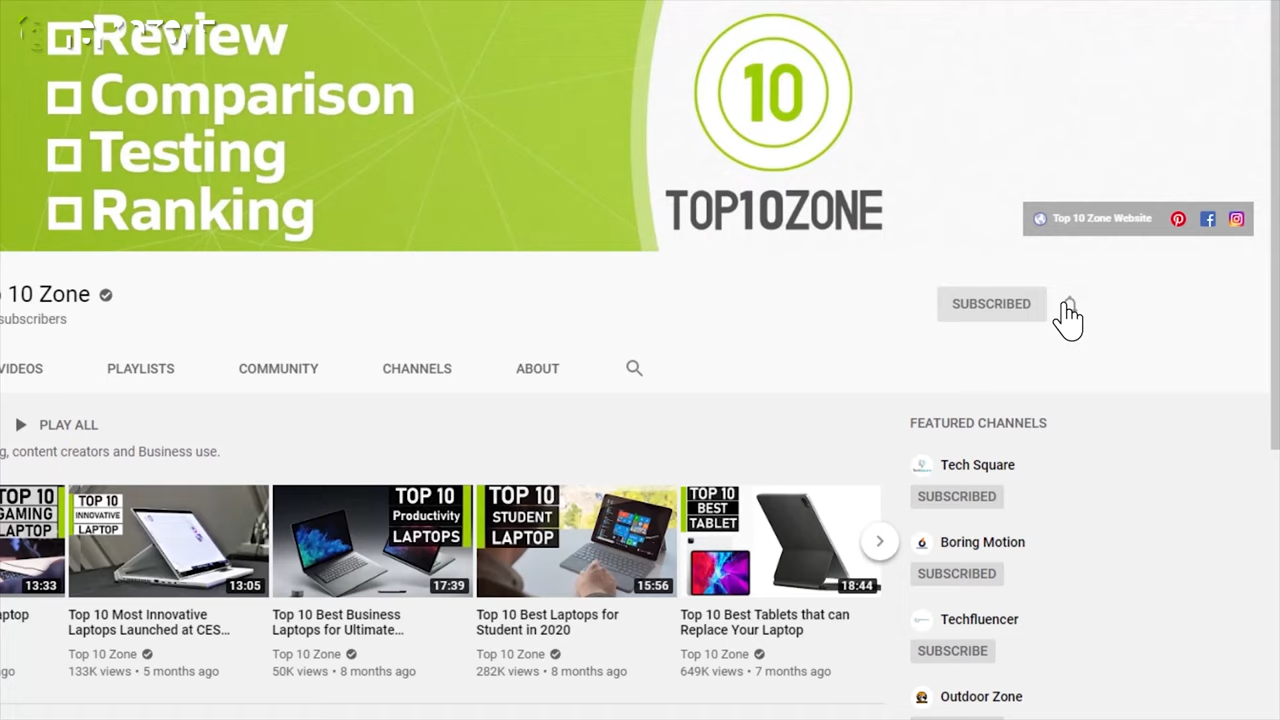 Review
Comparison
Testing
Ranking
10
TOP10ZONE
Top 10 Zone Website
10 Zone
subscribers
SUBSCRIBED
VIDEOS
PLAYLISTS
COMMUNITY
CHANNELS
ABOUT
PLAY ALL
content creators and Business use.
FEATURED CHANNELS
Tech Square
SUBSCRIBED
Boring Motion
SUBSCRIBED
Techfluencer
SUBSCRIBE
Outdoor Zone
TOP 10
GAMING
LAPTOP
13:33
TOP 10
INNOVATIVE
LAPTOP
13:05
Top 10 Most Innovative
Laptops Launched at CES...
Top 10 Zone
133K views • 5 months ago
TOP 10
Productivity
LAPTOPS
17:39
Top 10 Best Business
Laptops for Ultimate...
Top 10 Zone
50K views • 8 months ago
TOP 10
STUDENT
LAPTOP
15:56
Top 10 Best Laptops for
Student in 2020
Top 10 Zone
282K views • 8 months ago
TOP 10
BEST
TABLET
18:44
Top 10 Best Tablets that can
Replace Your Laptop
Top 10 Zone
649K views • 7 months ago